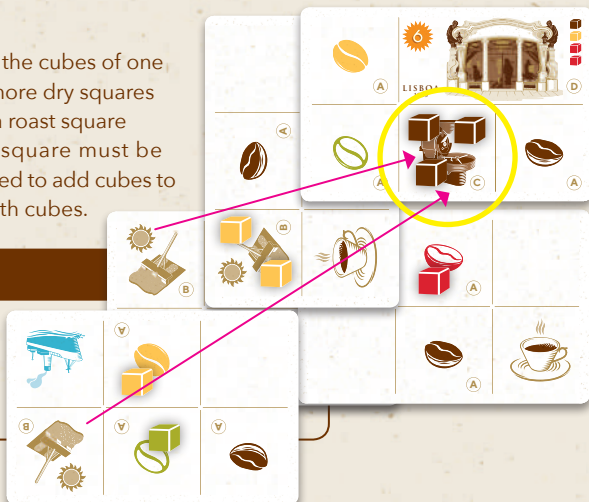 the cubes of one
more dry squares
roast square
square must be
ed to add cubes to
th cubes.
6
LISBOA
A
D
A
A
C
A
B
B
A
A
A
B
A
A